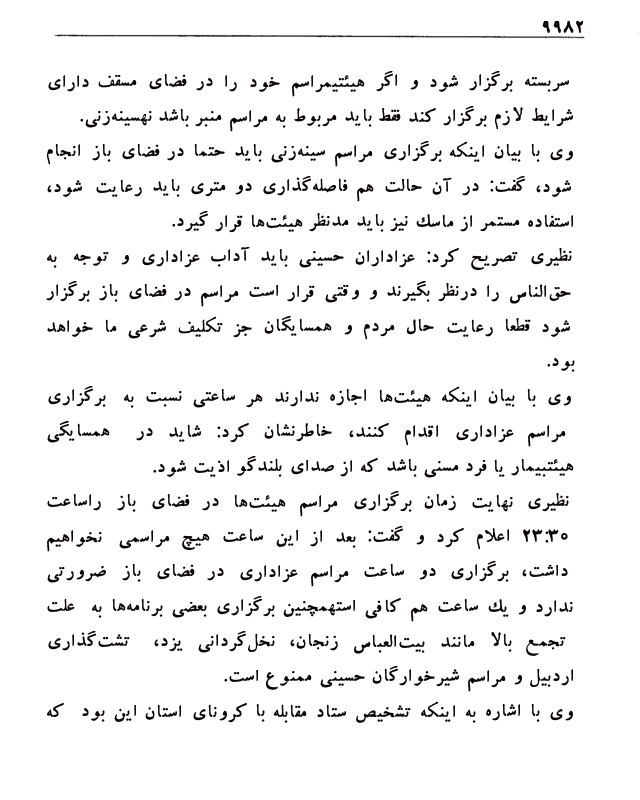 ۹۹۸۲
سربسته برگزار شود و اگر هیئتیمراسم خود را در فضای مسقف دارای
شرایط لازم برگزار کند فقط باید مربوط به مراسم منبر باشد نهسینه‌زنی.
وی با بیان اینکه برگزاری مراسم سینه‌زنی باید حتما در فضای باز انجام
شود، گفت: در آن حالت هم فاصله‌گذاری دو متری باید رعایت شود،
استفاده مستمر از ماسك نیز باید مدنظر هیئت‌ها قرار گیرد.
نظیری تصریح کرد: عزاداران حسینی باید آداب عزاداری و توجه به
حق‌الناس را درنظر بگیرند و وقتی قرار است مراسم در فضای باز برگزار
شود قطعا رعایت حال مردم و همسایگان جز تکلیف شرعی ما خواهد
بود.
وی با بیان اینکه هیئت‌ها اجازه ندارند هر ساعتی نسبت به برگزاری
مراسم عزاداری اقدام کنند، خاطرنشان کرد: شاید در همسایگی
هیئتبیمار یا فرد مسنی باشد که از صدای بلندگو اذیت شود.
نظیری نهایت زمان برگزاری مراسم هیئت‌ها در فضای باز راساعت
۲۳:۳۰ اعلام کرد و گفت: بعد از این ساعت هیچ مراسمی نخواهیم
داشت، برگزاری دو ساعت مراسم عزاداری در فضای باز ضرورتی
ندارد و یك ساعت هم کافی استهمچنین برگزاری بعضی برنامه‌ها به علت
تجمع بالا مانند بیت‌العباس زنجان، نخل‌گردانی یزد، تشت‌گذاری
اردبیل و مراسم شیرخوارگان حسینی ممنوع است.
وی با اشاره به اینکه تشخیص ستاد مقابله با کرونای استان این بود که